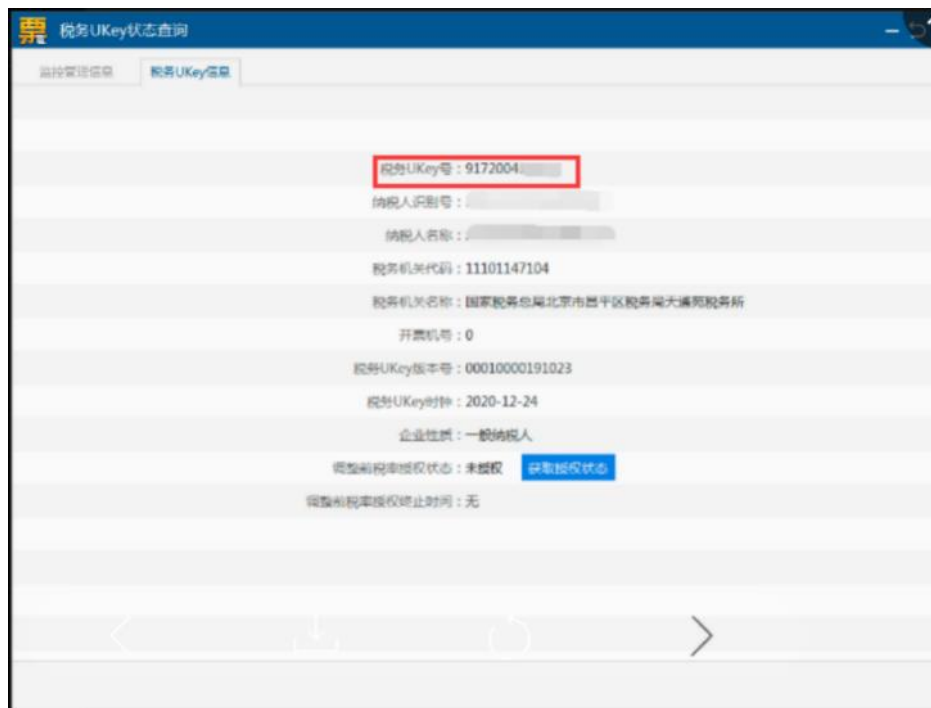 票 税务UKey状态查询
监控管理信息 税务UKey信息
税务UKey号：9172004
纳税人识别号：
纳税人名称：
税务机关代码：11101147104
税务机关名称：国家税务总局北京市昌平区税务局天通苑税务所
开票机号：0
税务UKey版本号：00010000191023
税务UKey时钟：2020-12-24
企业性质：一般纳税人
调整前税率授权状态：未授权 获取授权状态
调整前税率授权终止时间：无